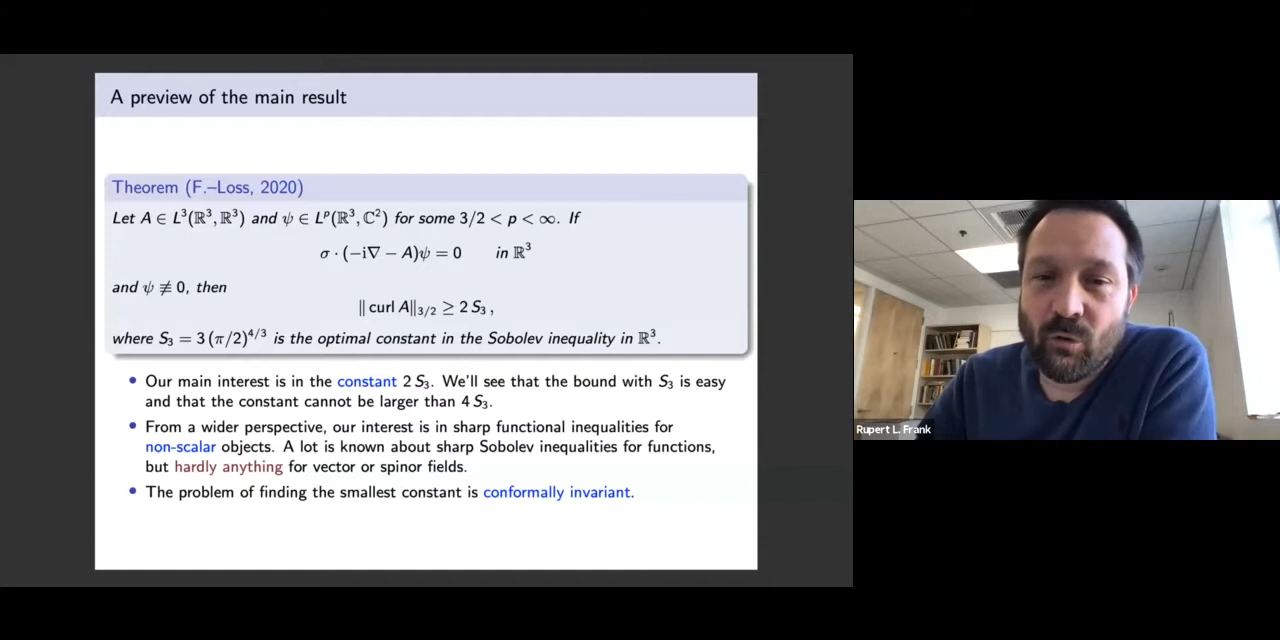 A preview of the main result
Theorem (F.–Loss, 2020)
Let A ∈ L³(ℝ³, ℝ³) and ψ ∈ Lᵖ(ℝ³, ℂ²) for some 3/2 < p < ∞. If
σ · (−i∇ − A)ψ = 0 in ℝ³
and ψ ≢ 0, then
‖ curl A‖₃/₂ ≥ 2 S₃ ,
where S₃ = 3 (π/2)^{4/3} is the optimal constant in the Sobolev inequality in ℝ³.
• Our main interest is in the constant 2 S₃. We'll see that the bound with S₃ is easy
and that the constant cannot be larger than 4 S₃.
• From a wider perspective, our interest is in sharp functional inequalities for
non-scalar objects. A lot is known about sharp Sobolev inequalities for functions,
but hardly anything for vector or spinor fields.
• The problem of finding the smallest constant is conformally invariant.
Rupert L. Frank